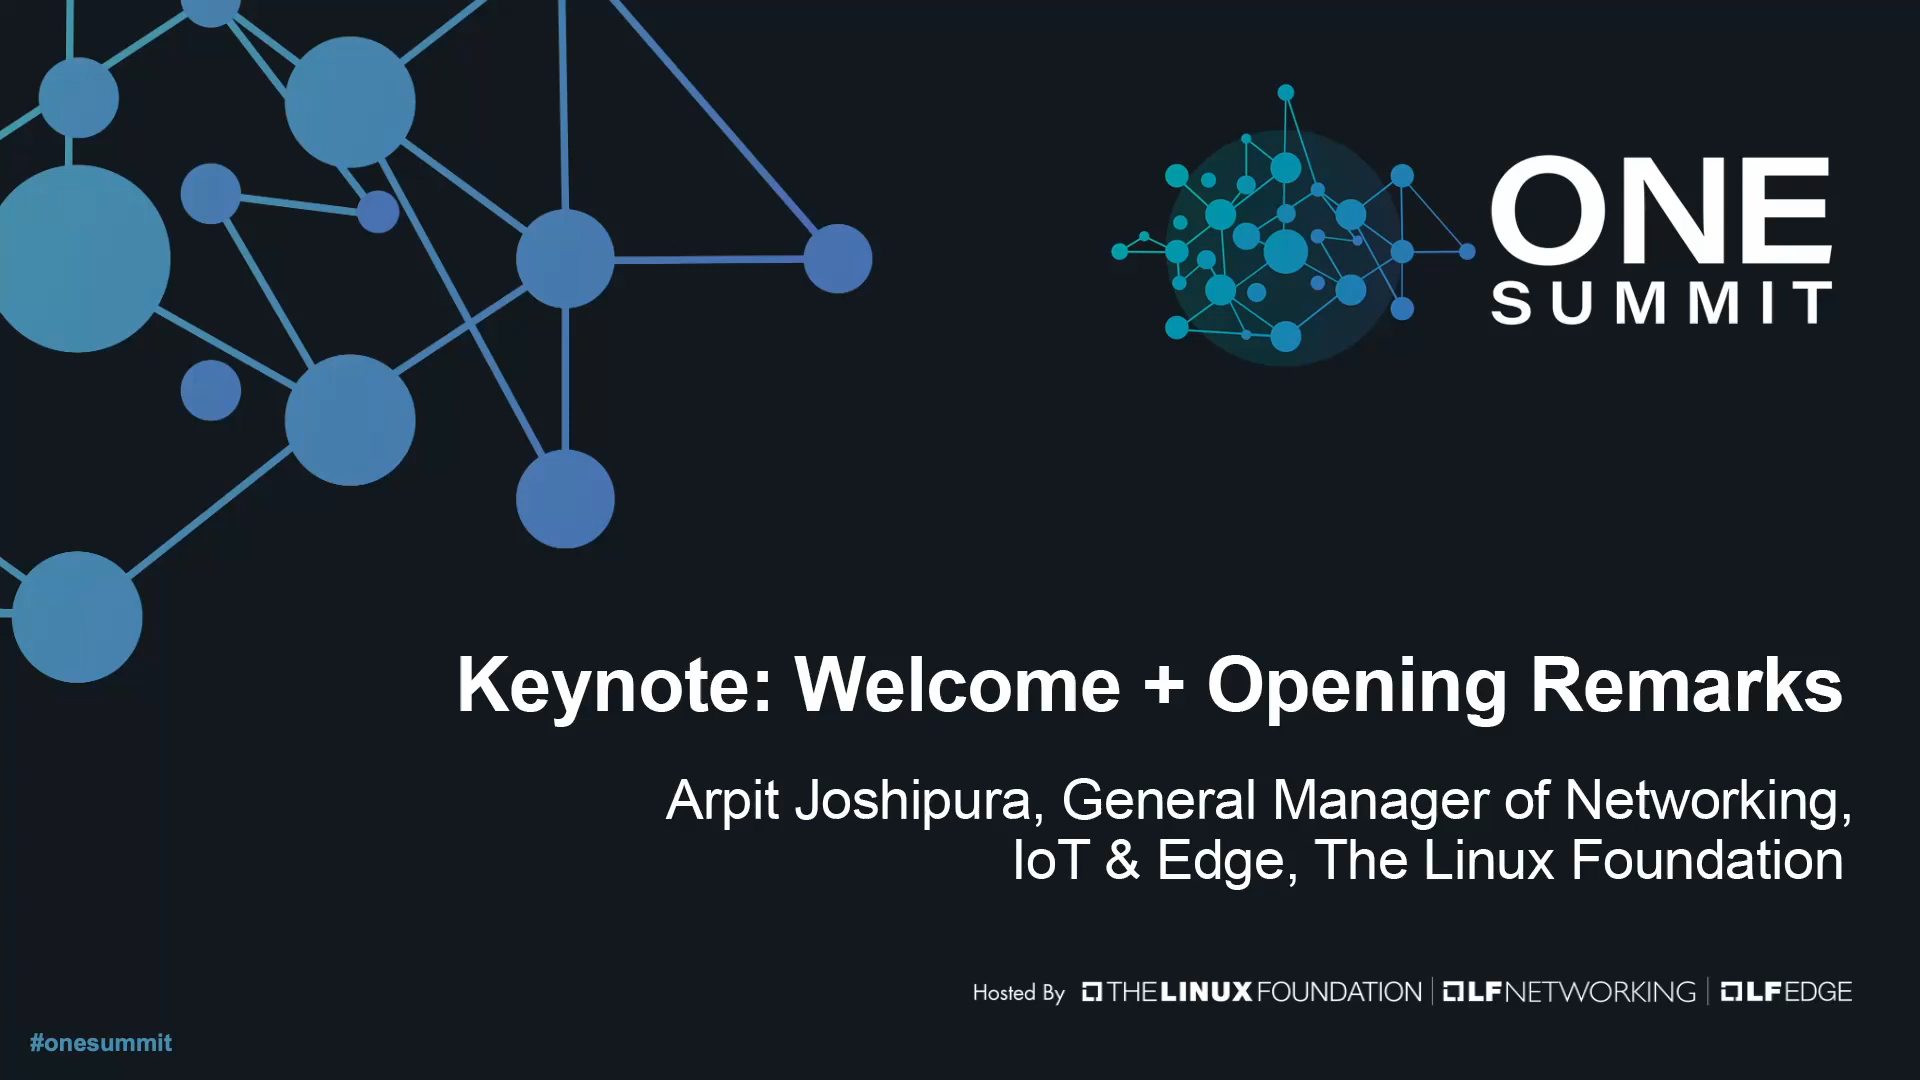 ONE
SUMMIT
Keynote: Welcome + Opening Remarks
Arpit Joshipura, General Manager of Networking,
IoT & Edge, The Linux Foundation
Hosted By THE LINUX FOUNDATION LF NETWORKING LF EDGE
#onesummit